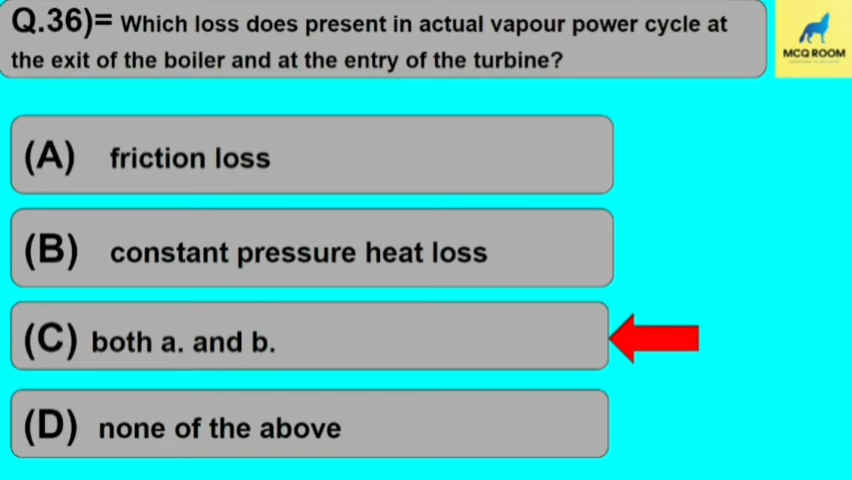 Q.36)= Which loss does present in actual vapour power cycle at
the exit of the boiler and at the entry of the turbine?
MCQ ROOM
(A) friction loss
(B) constant pressure heat loss
(C) both a. and b.
(D) none of the above